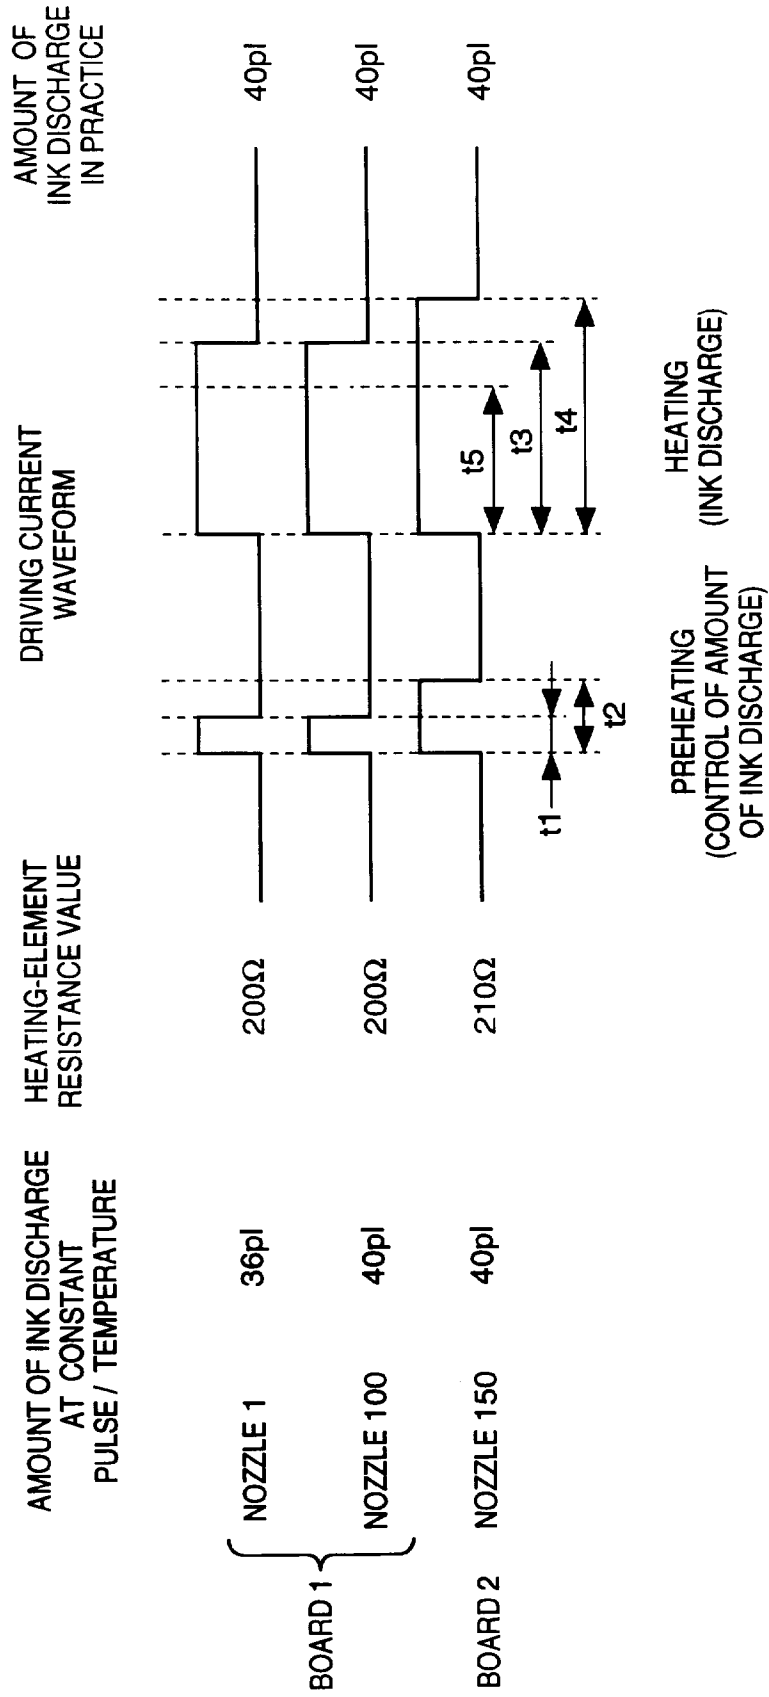 AMOUNT OF INK DISCHARGE
AT CONSTANT
PULSE / TEMPERATURE
HEATING-ELEMENT
RESISTANCE VALUE
DRIVING CURRENT
WAVEFORM
AMOUNT OF
INK DISCHARGE
IN PRACTICE
BOARD 1
NOZZLE 1
36pl
200Ω
40pl
NOZZLE 100
40pl
200Ω
40pl
BOARD 2
NOZZLE 150
40pl
210Ω
40pl
t1
t2
t5
t3
t4
PREHEATING
(CONTROL OF AMOUNT
OF INK DISCHARGE)
HEATING
(INK DISCHARGE)